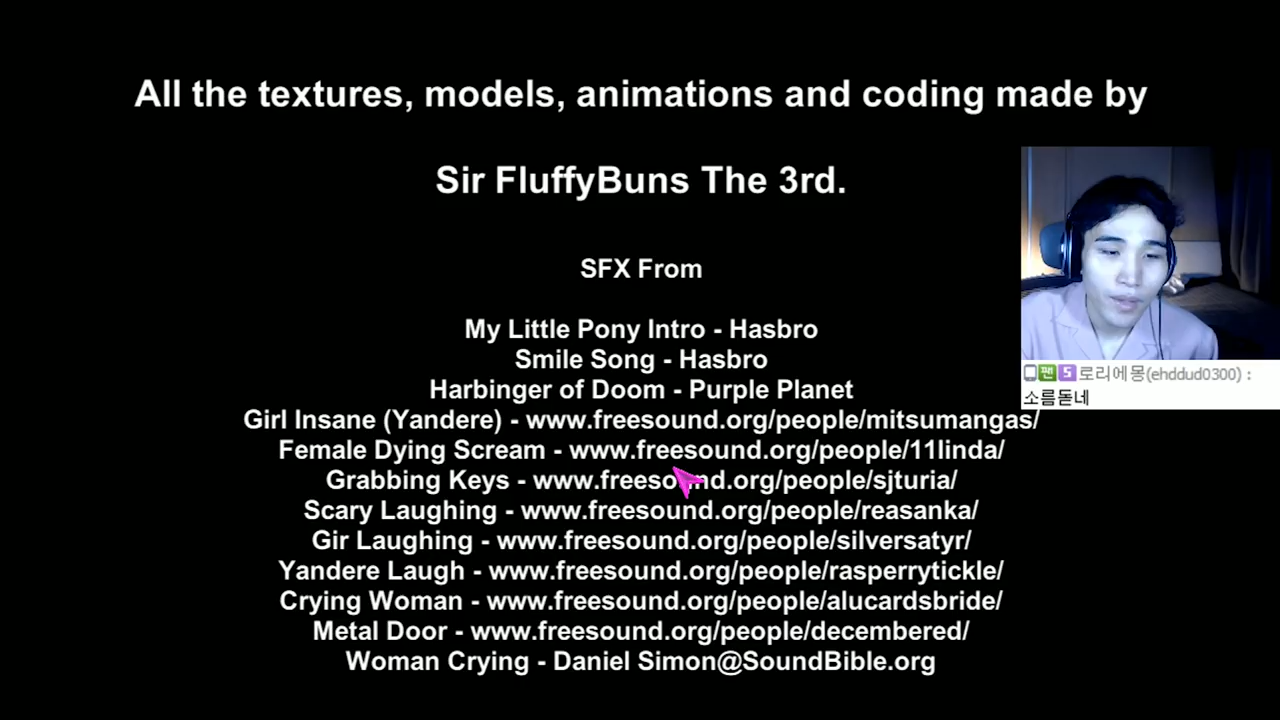 All the textures, models, animations and coding made by
Sir FluffyBuns The 3rd.
SFX From
My Little Pony Intro - Hasbro
Smile Song - Hasbro
Harbinger of Doom - Purple Planet
Girl Insane (Yandere) - www.freesound.org/people/mitsumangas/
Female Dying Scream - www.freesound.org/people/11linda/
Grabbing Keys - www.freesound.org/people/sjturia/
Scary Laughing - www.freesound.org/people/reasanka/
Gir Laughing - www.freesound.org/people/silversatyr/
Yandere Laugh - www.freesound.org/people/rasperrytickle/
Crying Woman - www.freesound.org/people/alucardsbride/
Metal Door - www.freesound.org/people/decembered/
Woman Crying - Daniel Simon@SoundBible.org
팬 5 로리에몽(ehddud0300) :
소름돋네